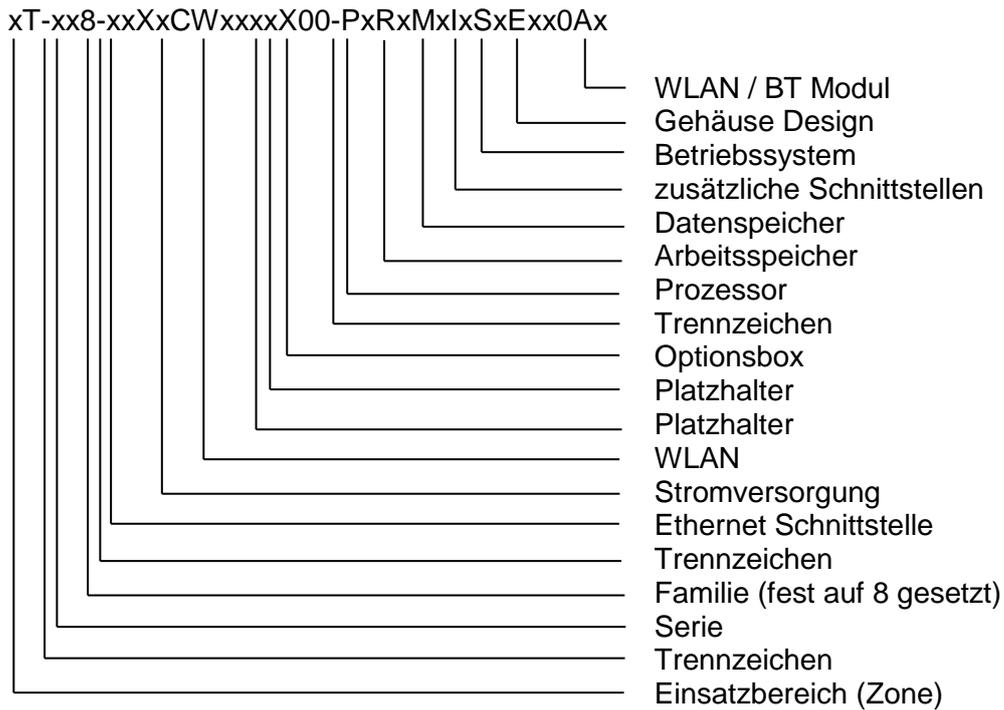 xT-xx8-xxXxCWxxxxX00-PxRxMxIxSxExx0Ax
WLAN / BT Modul
Gehäuse Design
Betriebssystem
zusätzliche Schnittstellen
Datenspeicher
Arbeitsspeicher
Prozessor
Trennzeichen
Optionsbox
Platzhalter
Platzhalter
WLAN
Stromversorgung
Ethernet Schnittstelle
Trennzeichen
Familie (fest auf 8 gesetzt)
Serie
Trennzeichen
Einsatzbereich (Zone)